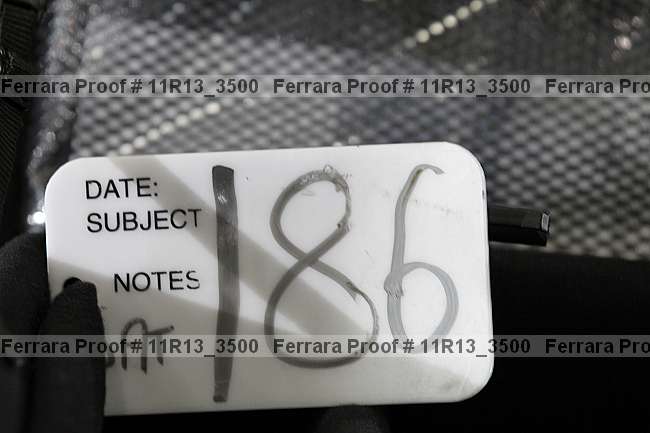 Ferrara Proof # 11R13_3500 Ferrara Proof # 11R13_3500 Ferrara Pro
DATE:
SUBJECT
NOTES
186
Ferrara Proof # 11R13_3500 Ferrara Proof # 11R13_3500 Ferrara Pro